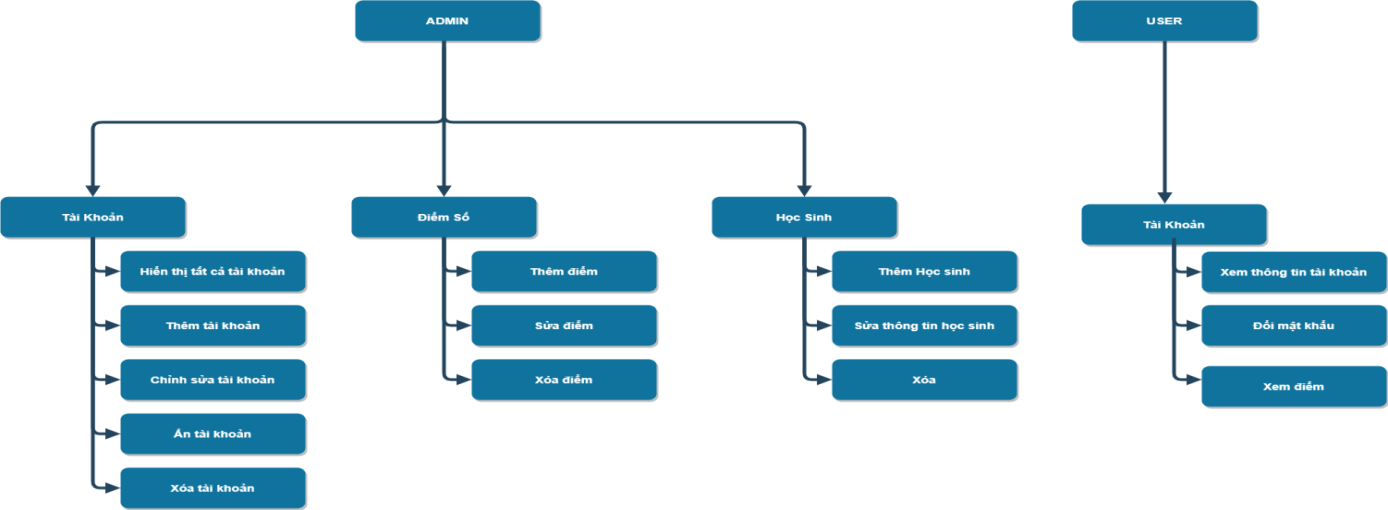 ADMIN
USER
Tài Khoản
Điểm Số
Học Sinh
Tài Khoản
Hiển thị tất cả tài khoản
Thêm tài khoản
Chỉnh sửa tài khoản
Ẩn tài khoản
Xóa tài khoản
Thêm điểm
Sửa điểm
Xóa điểm
Thêm Học sinh
Sửa thông tin học sinh
Xóa
Xem thông tin tài khoản
Đổi mật khẩu
Xem điểm